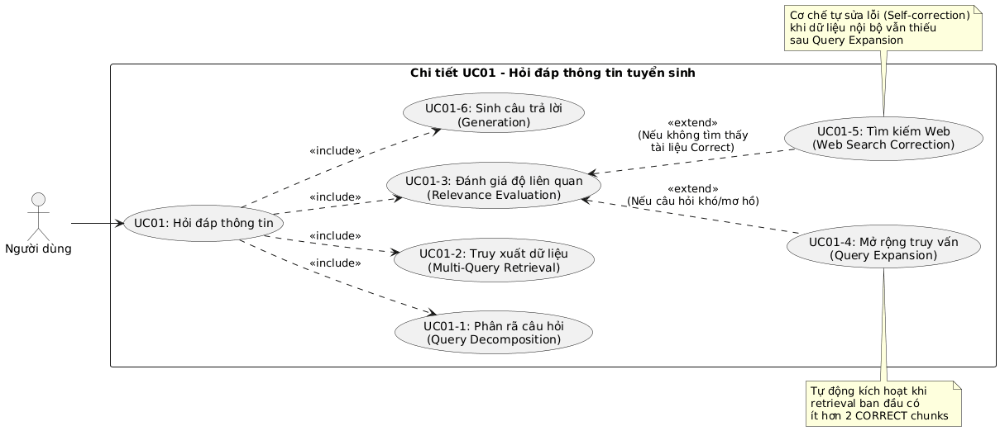 Cơ chế tự sửa lỗi (Self-correction)
khi dữ liệu nội bộ vẫn thiếu
sau Query Expansion
Chi tiết UC01 - Hỏi đáp thông tin tuyển sinh
UC01-6: Sinh câu trả lời
(Generation)
«extend»
(Nếu không tìm thấy
tài liệu Correct)
UC01-5: Tìm kiếm Web
(Web Search Correction)
«include»
UC01-3: Đánh giá độ liên quan
(Relevance Evaluation)
«include»
«extend»
(Nếu câu hỏi khó/mơ hồ)
Người dùng
UC01: Hỏi đáp thông tin
«include»
UC01-2: Truy xuất dữ liệu
(Multi-Query Retrieval)
UC01-4: Mở rộng truy vấn
(Query Expansion)
«include»
UC01-1: Phân rã câu hỏi
(Query Decomposition)
Tự động kích hoạt khi
retrieval ban đầu có
ít hơn 2 CORRECT chunks